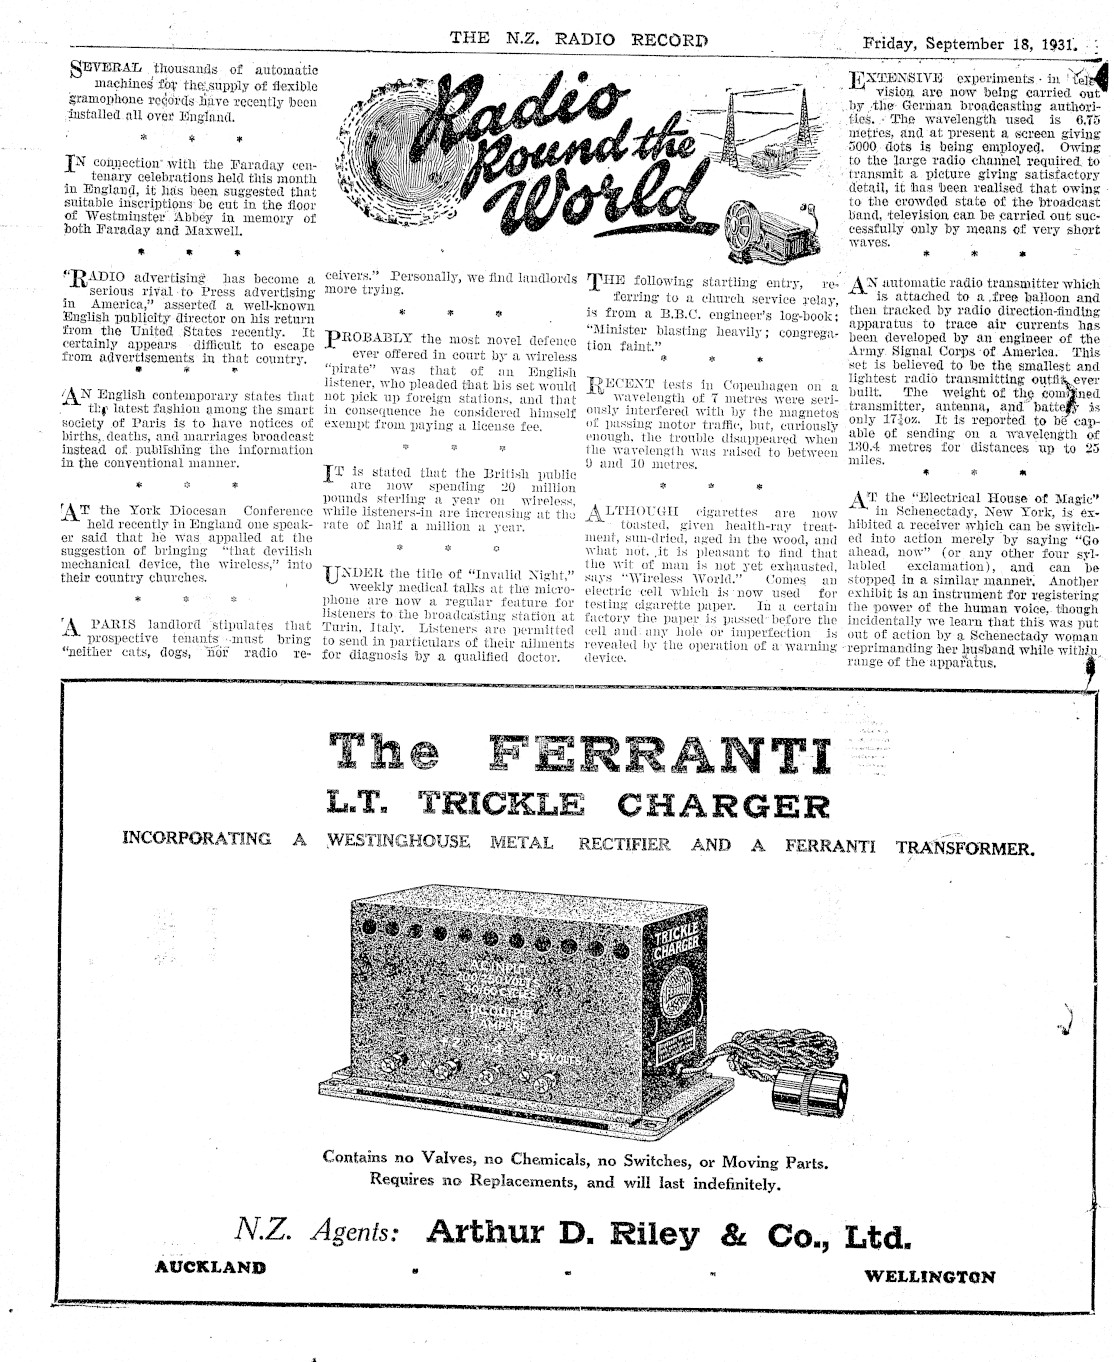 THE N.Z. RADIO RECORD
Friday, September 18, 1931.
SEVERAL thousands of automatic
machines for the supply of flexible
gramophone records have recently been
installed all over England.
* * *
IN connection with the Faraday cen-
tenary celebrations held this month
in England, it has been suggested that
suitable inscriptions be cut in the floor
of Westminster Abbey in memory of
both Faraday and Maxwell.
* * *
"RADIO advertising has become a
serious rival to Press advertising
in America," asserted a well-known
English publicity director on his return
from the United States recently. It
certainly appears difficult to escape
from advertisements in that country.
* * *
AN English contemporary states that
the latest fashion among the smart
society of Paris is to have notices of
births, deaths, and marriages broadcast
instead of publishing the information
in the conventional manner.
* * *
AT the York Diocesan Conference
held recently in England one speak-
er said that he was appalled at the
suggestion of bringing "that devilish
mechanical device, the wireless," into
their country churches.
* * *
A PARIS landlord stipulates that
prospective tenants must bring
"neither cats, dogs, nor radio re-
Radio
Round the
World
ceivers." Personally, we find landlords
more trying.
* * *
PROBABLY the most novel defence
ever offered in court by a wireless
"pirate" was that of an English
listener, who pleaded that his set would
not pick up foreign stations, and that
in consequence he considered himself
exempt from paying a license fee.
* * *
IT is stated that the British public
are now spending 20 million
pounds sterling a year on wireless,
while listeners-in are increasing at the
rate of half a million a year.
* * *
UNDER the title of "Invalid Night,"
weekly medical talks at the micro-
phone are now a regular feature for
listeners to the broadcasting station at
Turin, Italy. Listeners are permitted
to send in particulars of their ailments
for diagnosis by a qualified doctor.
THE following startling entry, re-
ferring to a church service relay,
is from a B.B.C. engineer's log-book;
"Minister blasting heavily; congrega-
tion faint."
* * *
RECENT tests in Copenhagen on a
wavelength of 7 metres were seri-
ously interfered with by the magnetos
of passing motor traffic, but, curiously
enough, the trouble disappeared when
the wavelength was raised to between
9 and 10 metres.
* * *
ALTHOUGH cigarettes are now
toasted, given health-ray treat-
ment, sun-dried, aged in the wood, and
what not, it is pleasant to find that
the wit of man is not yet exhausted,
says "Wireless World." Comes an
electric cell which is now used for
testing cigarette paper. In a certain
factory the paper is passed before the
cell and any hole or imperfection is
revealed by the operation of a warning
device.
EXTENSIVE experiments in tele-
vision are now being carried out
by the German broadcasting authori-
ties. The wavelength used is 6.75
metres, and at present a screen giving
5000 dots is being employed. Owing
to the large radio channel required to
transmit a picture giving satisfactory
detail, it has been realised that owing
to the crowded state of the broadcast
band, television can be carried out suc-
cessfully only by means of very short
waves.
* * *
AN automatic radio transmitter which
is attached to a free balloon and
then tracked by radio direction-finding
apparatus to trace air currents has
been developed by an engineer of the
Army Signal Corps of America. This
set is believed to be the smallest and
lightest radio transmitting outfit ever
built. The weight of the combined
transmitter, antenna, and battery is
only 17¼oz. It is reported to be cap-
able of sending on a wavelength of
130.4 metres for distances up to 25
miles.
* * *
AT the "Electrical House of Magic"
in Schenectady, New York, is ex-
hibited a receiver which can be switch-
ed into action merely by saying "Go
ahead, now" (or any other four syl-
labled exclamation), and can be
stopped in a similar manner. Another
exhibit is an instrument for registering
the power of the human voice, though
incidentally we learn that this was put
out of action by a Schenectady woman
reprimanding her husband while within
range of the apparatus.
The FERRANTI
L.T. TRICKLE CHARGER
INCORPORATING A WESTINGHOUSE METAL RECTIFIER AND A FERRANTI TRANSFORMER.
TRICKLE
CHARGER
A.C. INPUT
200/250 VOLTS
D.C. OUTPUT
AMPERE
+2 +4 +6 VOLTS
Contains no Valves, no Chemicals, no Switches, or Moving Parts.
Requires no Replacements, and will last indefinitely.
N.Z. Agents: Arthur D. Riley & Co., Ltd.
AUCKLAND " " " WELLINGTON